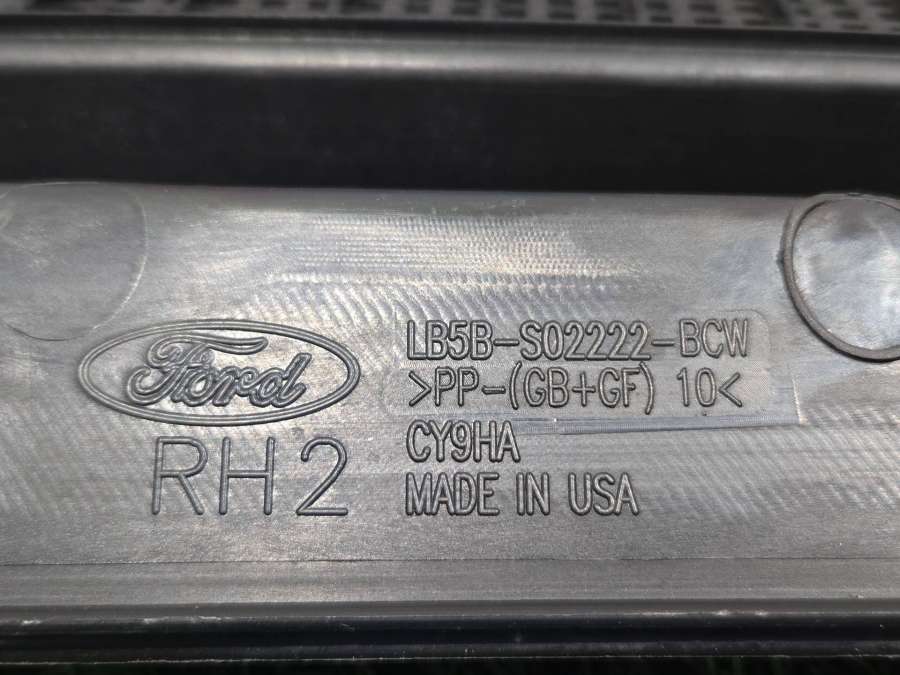 Ford
RH2
LB5B-S02222-BCW
>PP-(GB+GF) 10<
CY9HA
MADE IN USA